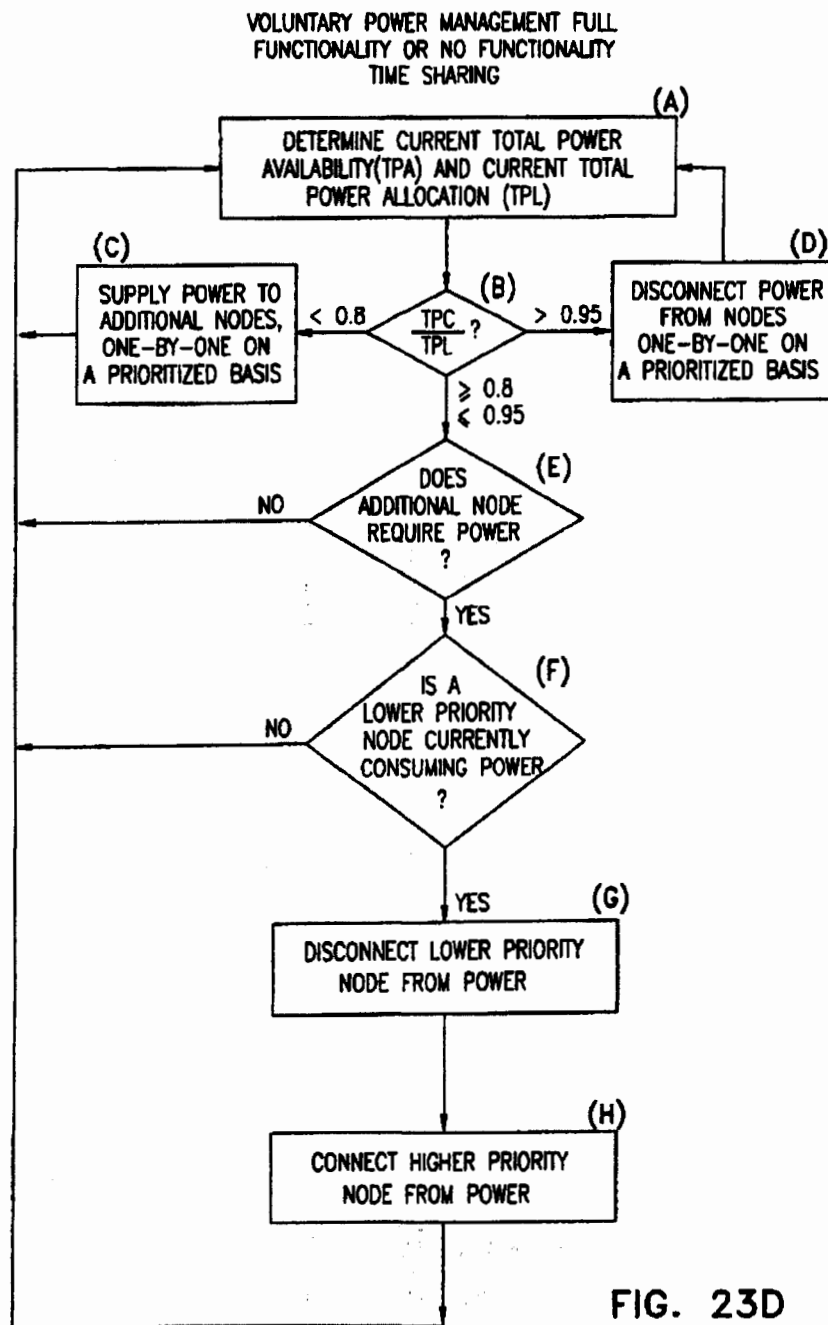 VOLUNTARY POWER MANAGEMENT FULL
FUNCTIONALITY OR NO FUNCTIONALITY
TIME SHARING
(A)
DETERMINE CURRENT TOTAL POWER
AVAILABILITY(TPA) AND CURRENT TOTAL
POWER ALLOCATION (TPL)
(C)
SUPPLY POWER TO
ADDITIONAL NODES,
ONE-BY-ONE ON
A PRIORITIZED BASIS
< 0.8
(B)
TPC
TPL
?
> 0.95
(D)
DISCONNECT POWER
FROM NODES
ONE-BY-ONE ON
A PRIORITIZED BASIS
⩾ 0.8
⩽ 0.95
(E)
DOES
ADDITIONAL NODE
REQUIRE POWER
?
NO
YES
(F)
IS A
LOWER PRIORITY
NODE CURRENTLY
CONSUMING POWER
?
NO
YES
(G)
DISCONNECT LOWER PRIORITY
NODE FROM POWER
(H)
CONNECT HIGHER PRIORITY
NODE FROM POWER
FIG. 23D